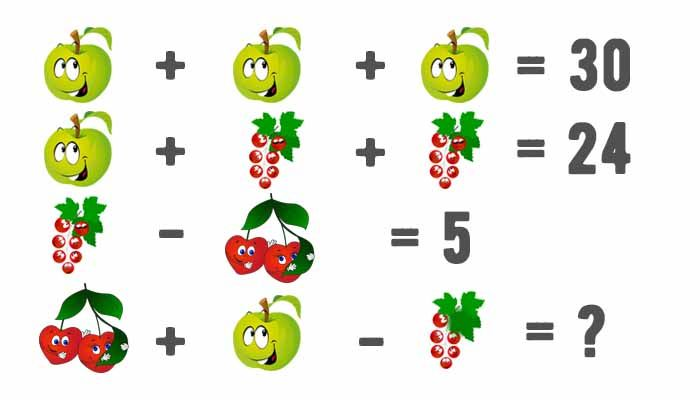 + + = 30
+ + = 24
- = 5
+ - = ?